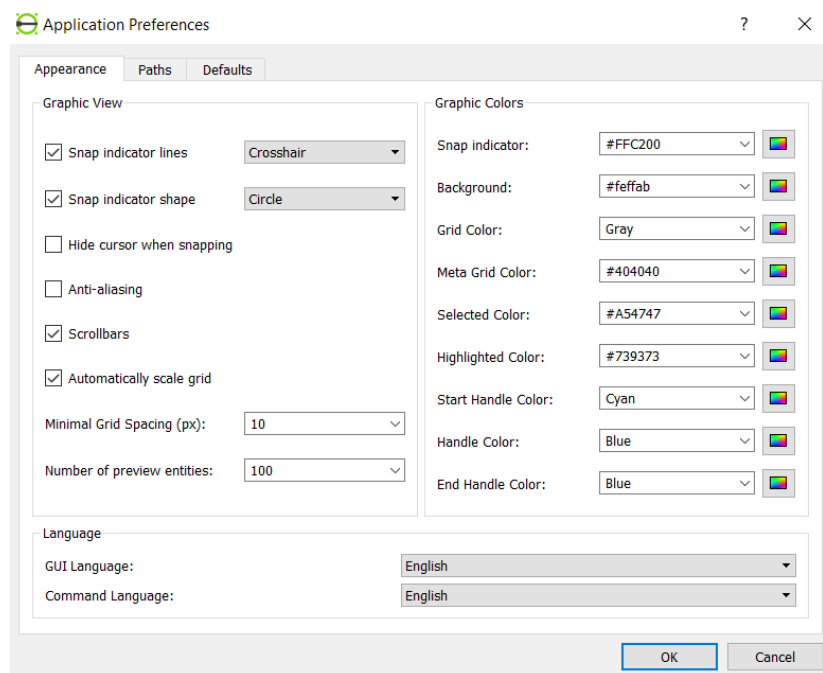 Application Preferences
?
Appearance Paths Defaults
Graphic View
Snap indicator lines Crosshair
Snap indicator shape Circle
Hide cursor when snapping
Anti-aliasing
Scrollbars
Automatically scale grid
Minimal Grid Spacing (px): 10
Number of preview entities: 100
Graphic Colors
Snap indicator: #FFC200
Background: #feffab
Grid Color: Gray
Meta Grid Color: #404040
Selected Color: #A54747
Highlighted Color: #739373
Start Handle Color: Cyan
Handle Color: Blue
End Handle Color: Blue
Language
GUI Language: English
Command Language: English
OK Cancel